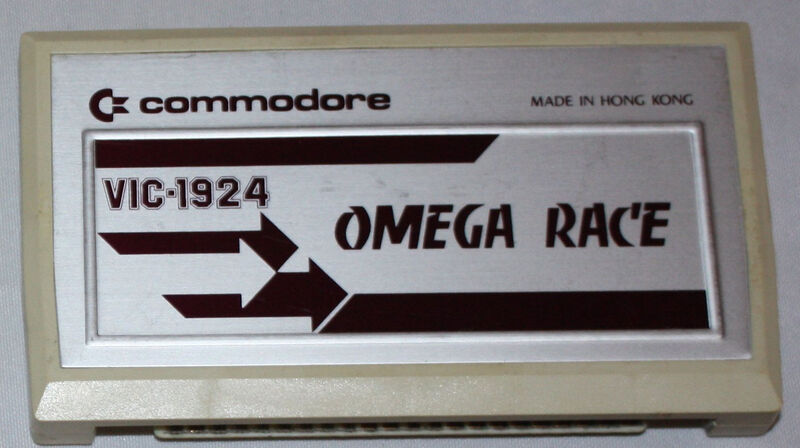 commodore
MADE IN HONG KONG
VIC-1924
OMEGA RACE